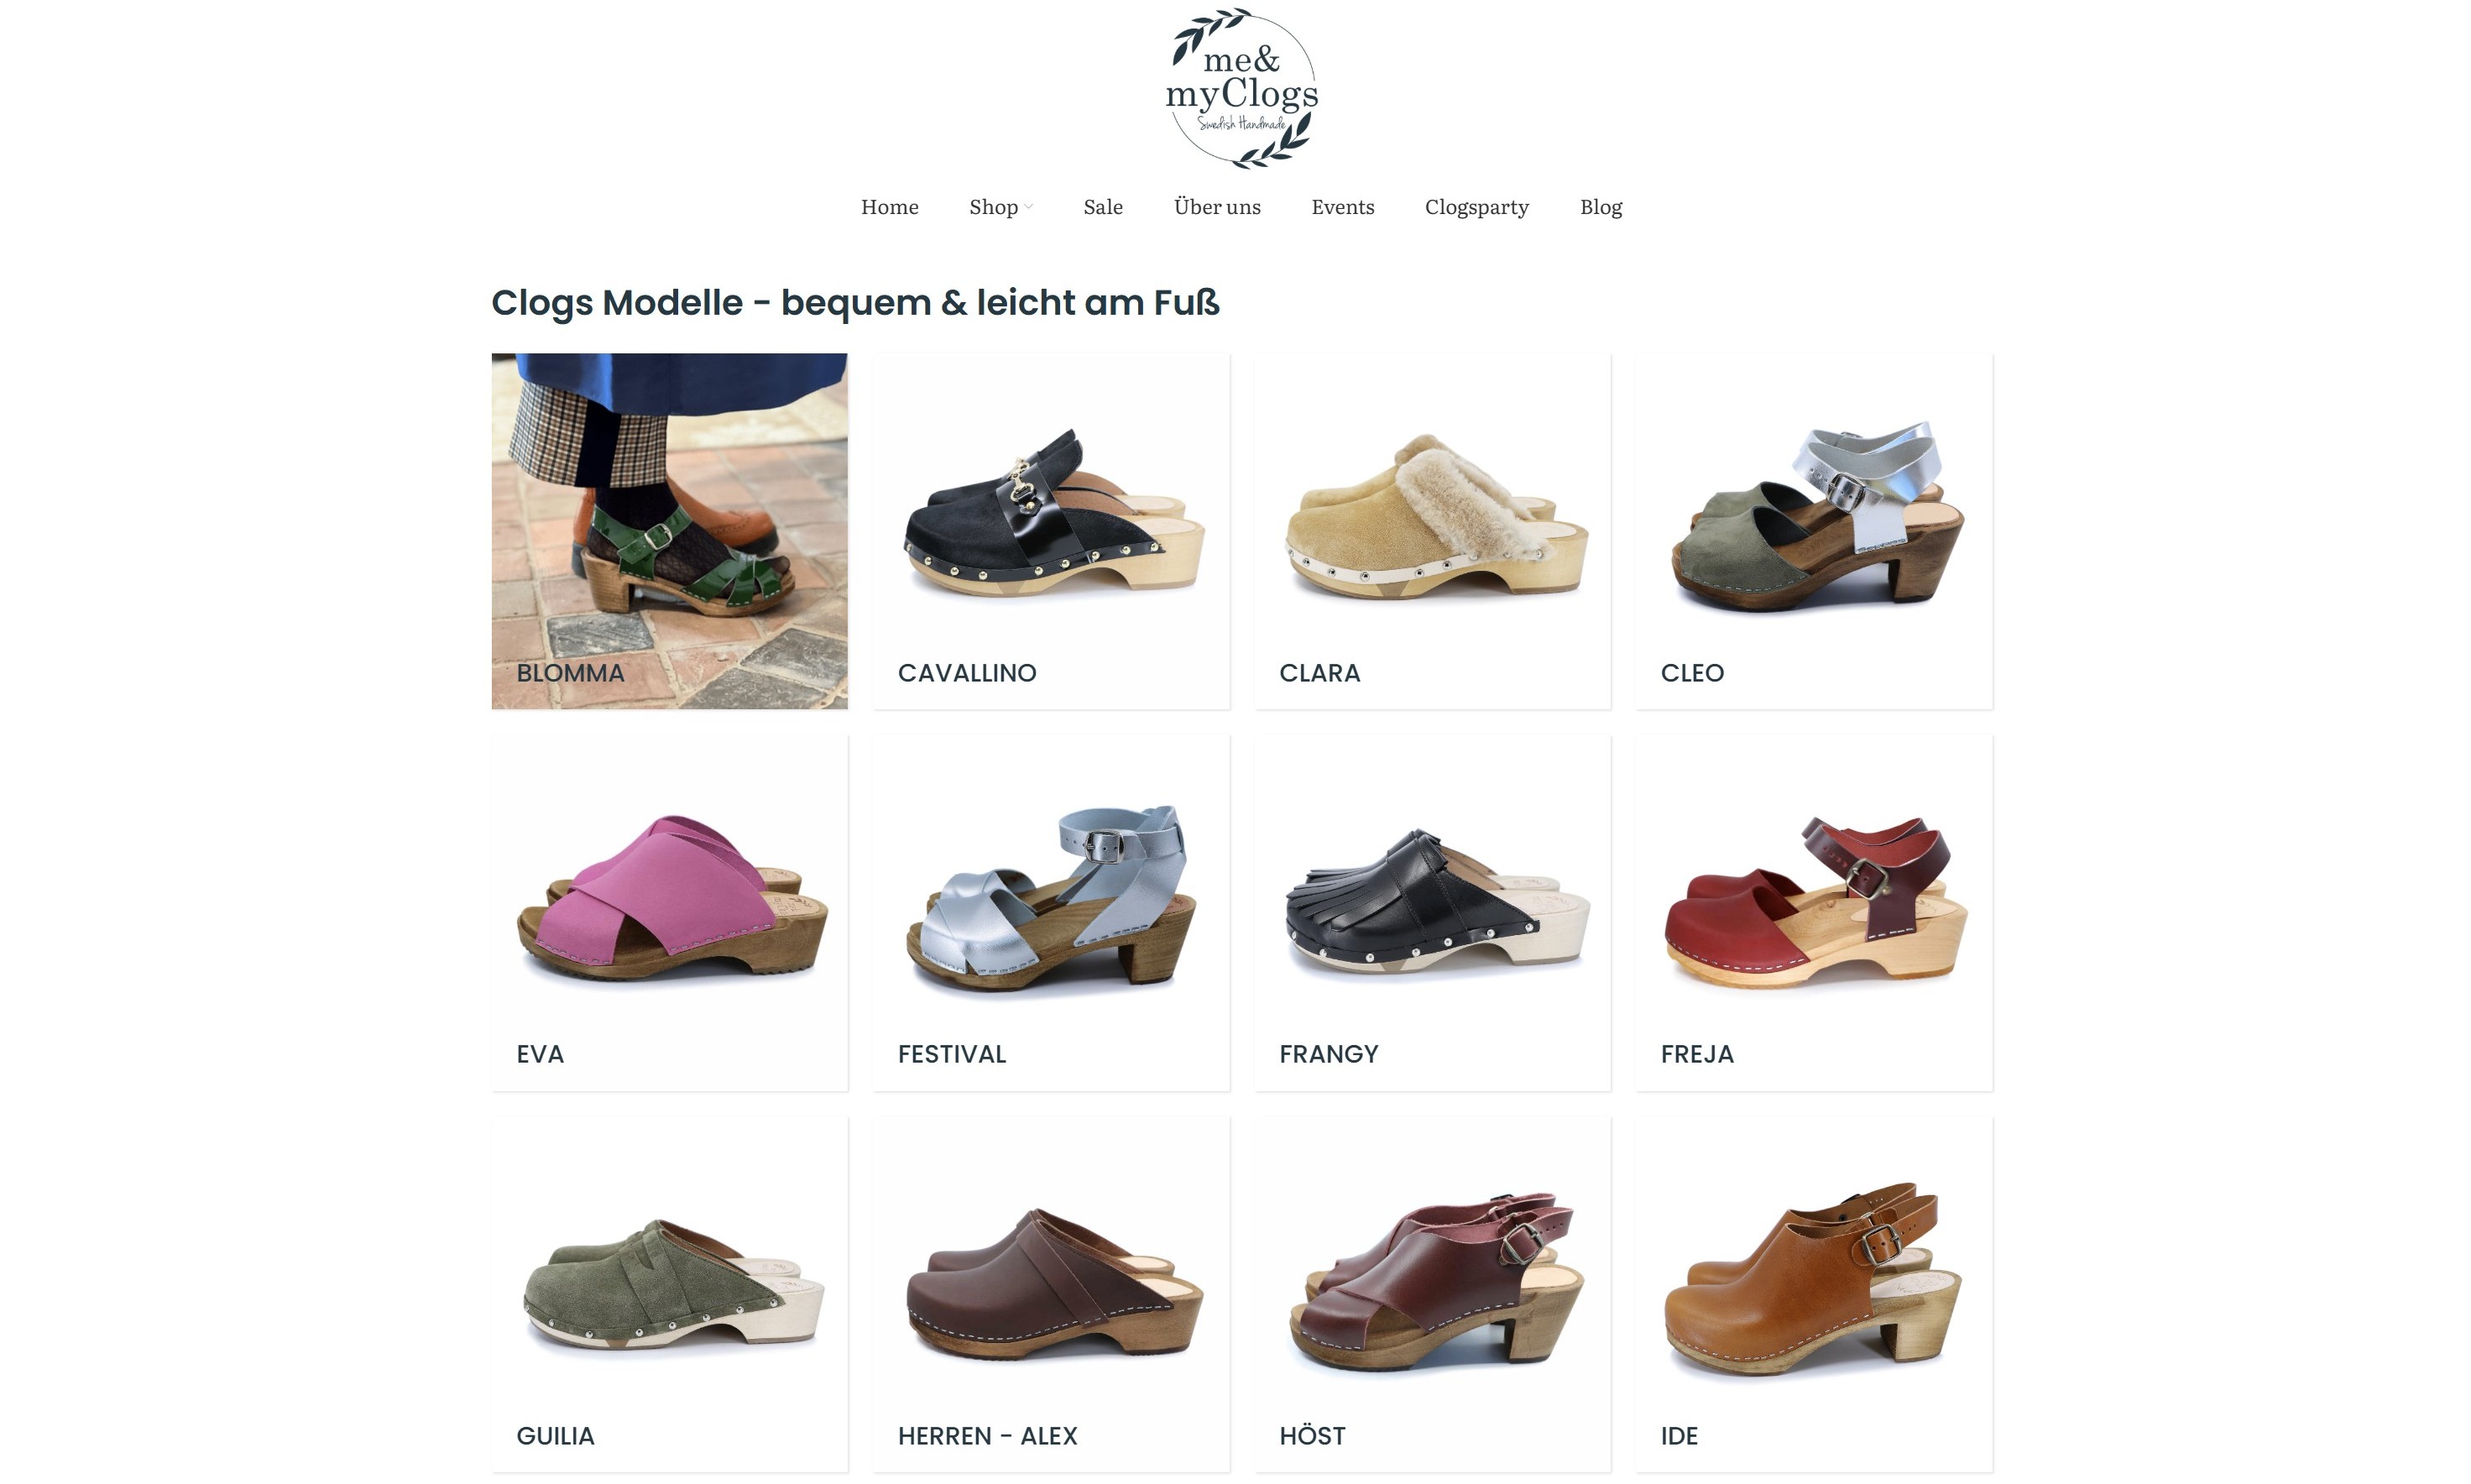 me&
myClogs
Swedish Handmade
Home Shop Sale Über uns Events Clogsparty Blog
Clogs Modelle - bequem & leicht am Fuß
BLOMMA CAVALLINO CLARA CLEO
EVA FESTIVAL FRANGY FREJA
GUILIA HERREN - ALEX HÖST IDE